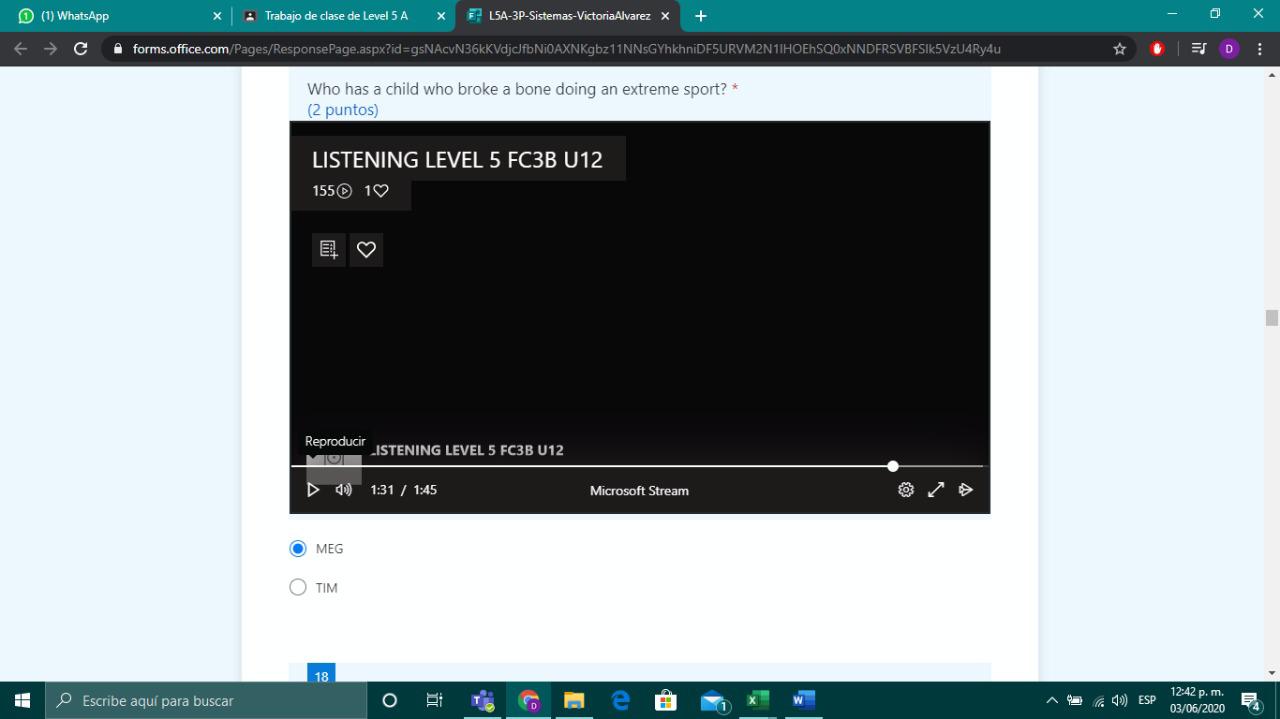 (1) WhatsApp
Trabajo de clase de Level 5 A
L5A-3P-Sistemas-VictoriaAlvarez
forms.office.com/Pages/ResponsePage.aspx?id=gsNAcvN36kKVdjcJfbNi0AXNKgbz11NNsGYhkhniDF5URVM2N1lHOEhSQ0xNNDFRSVBFSlk5VzU4Ry4u
D
Who has a child who broke a bone doing an extreme sport? *
(2 puntos)
LISTENING LEVEL 5 FC3B U12
155 1
Reproducir
LISTENING LEVEL 5 FC3B U12
1:31 / 1:45
Microsoft Stream
MEG
TIM
18
Escribe aquí para buscar
1
ESP
12:42 p. m.
03/06/2020
4